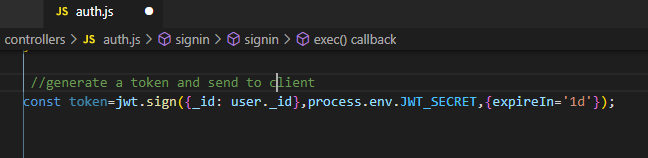 JS auth.js
controllers > JS auth.js > signin > signin > exec() callback
//generate a token and send to client
const token=jwt.sign({_id: user._id},process.env.JWT_SECRET,{expireIn='1d'});